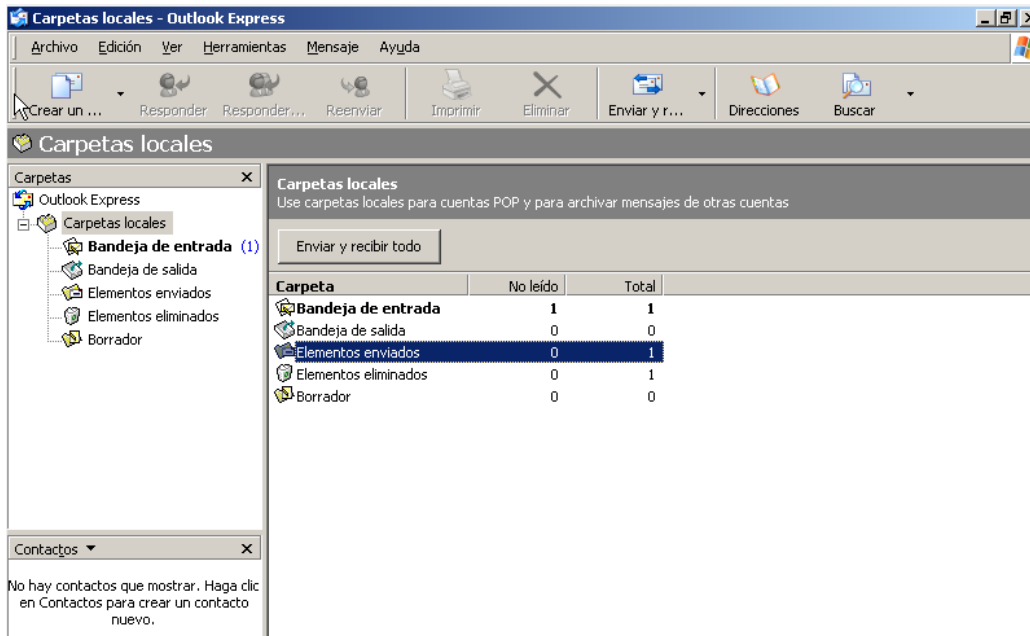 Carpetas locales - Outlook Express
Archivo Edición Ver Herramientas Mensaje Ayuda
Crear un ... Responder Responder... Reenviar Imprimir Eliminar Enviar y r... Direcciones Buscar
Carpetas locales
Carpetas
Outlook Express
Carpetas locales
Bandeja de entrada (1)
Bandeja de salida
Elementos enviados
Elementos eliminados
Borrador
Contactos
No hay contactos que mostrar. Haga clic
en Contactos para crear un contacto
nuevo.
Carpetas locales
Use carpetas locales para cuentas POP y para archivar mensajes de otras cuentas
Enviar y recibir todo
Carpeta No leído Total
Bandeja de entrada 1 1
Bandeja de salida 0 0
Elementos enviados 0 1
Elementos eliminados 0 1
Borrador 0 0